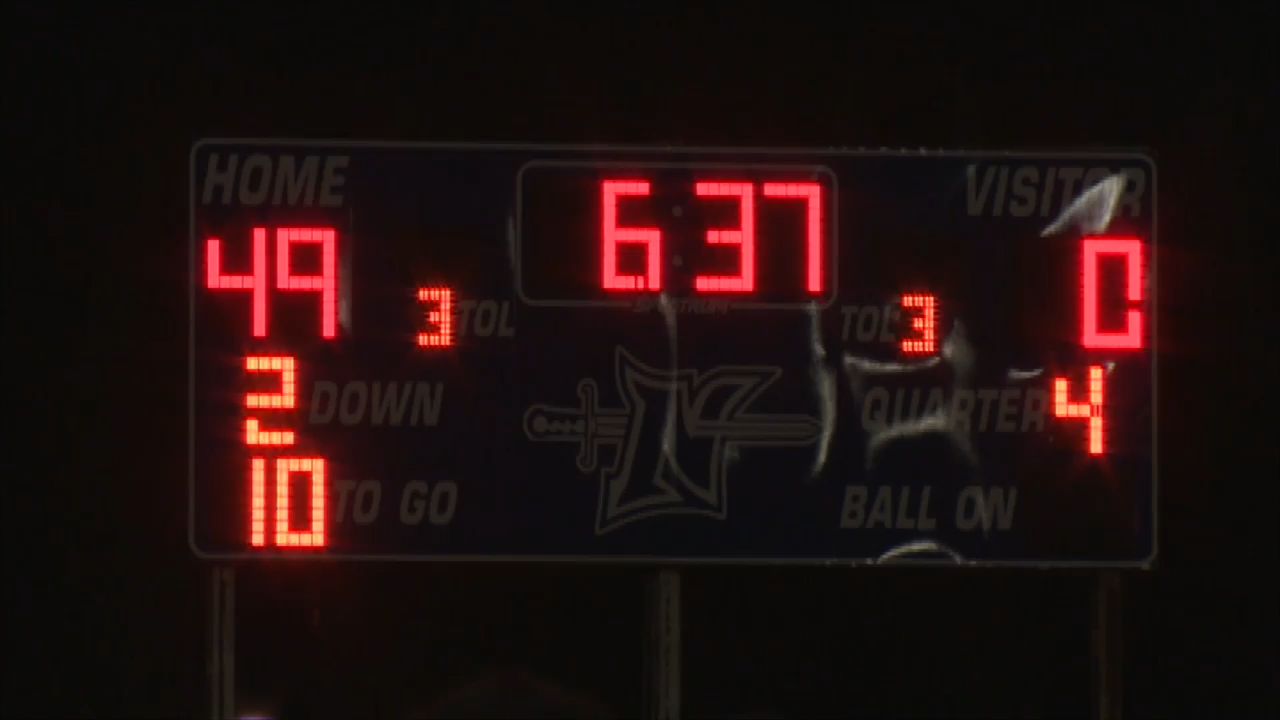 HOME 6:37 VISITOR
49 3 TOL TOL 3 0
2 DOWN QUARTER 4
10 TO GO BALL ON
N